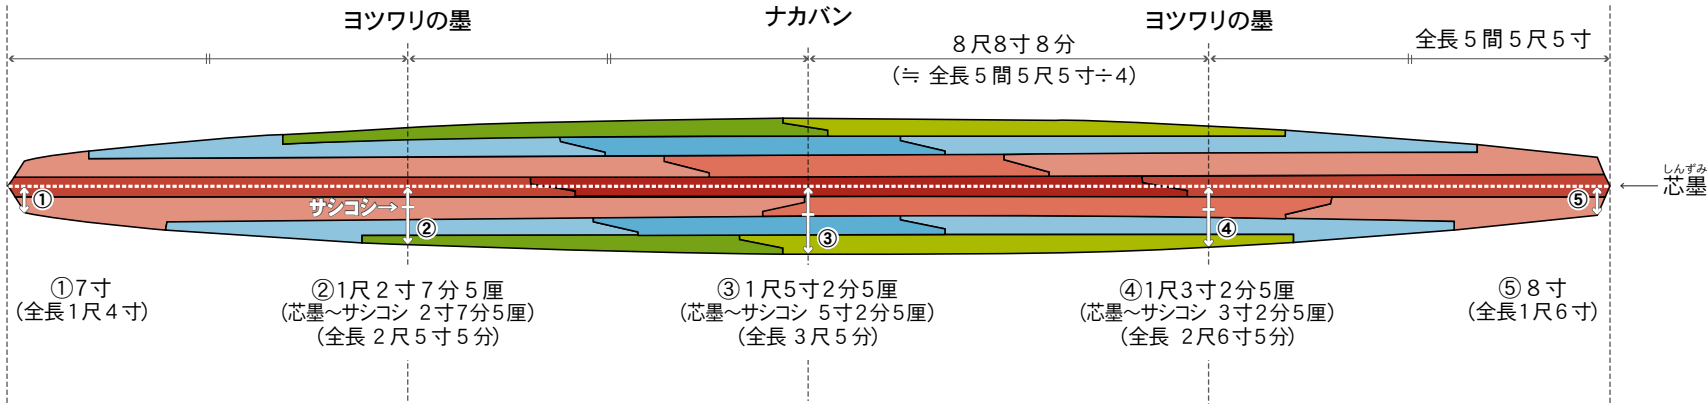 ヨツワリの墨
ナカバン
ヨツワリの墨
8尺8寸8分
(≒ 全長5間5尺5寸÷4)
全長5間5尺5寸
しんずみ
芯墨
①
サシコシ→
②
③
④
⑤
①7寸
(全長1尺4寸)
②1尺2寸7分5厘
(芯墨〜サシコシ 2寸7分5厘)
(全長2尺5寸5分)
③1尺5寸2分5厘
(芯墨〜サシコシ 5寸2分5厘)
(全長3尺5分)
④1尺3寸2分5厘
(芯墨〜サシコシ 3寸2分5厘)
(全長 2尺6寸5分)
⑤8寸
(全長1尺6寸)